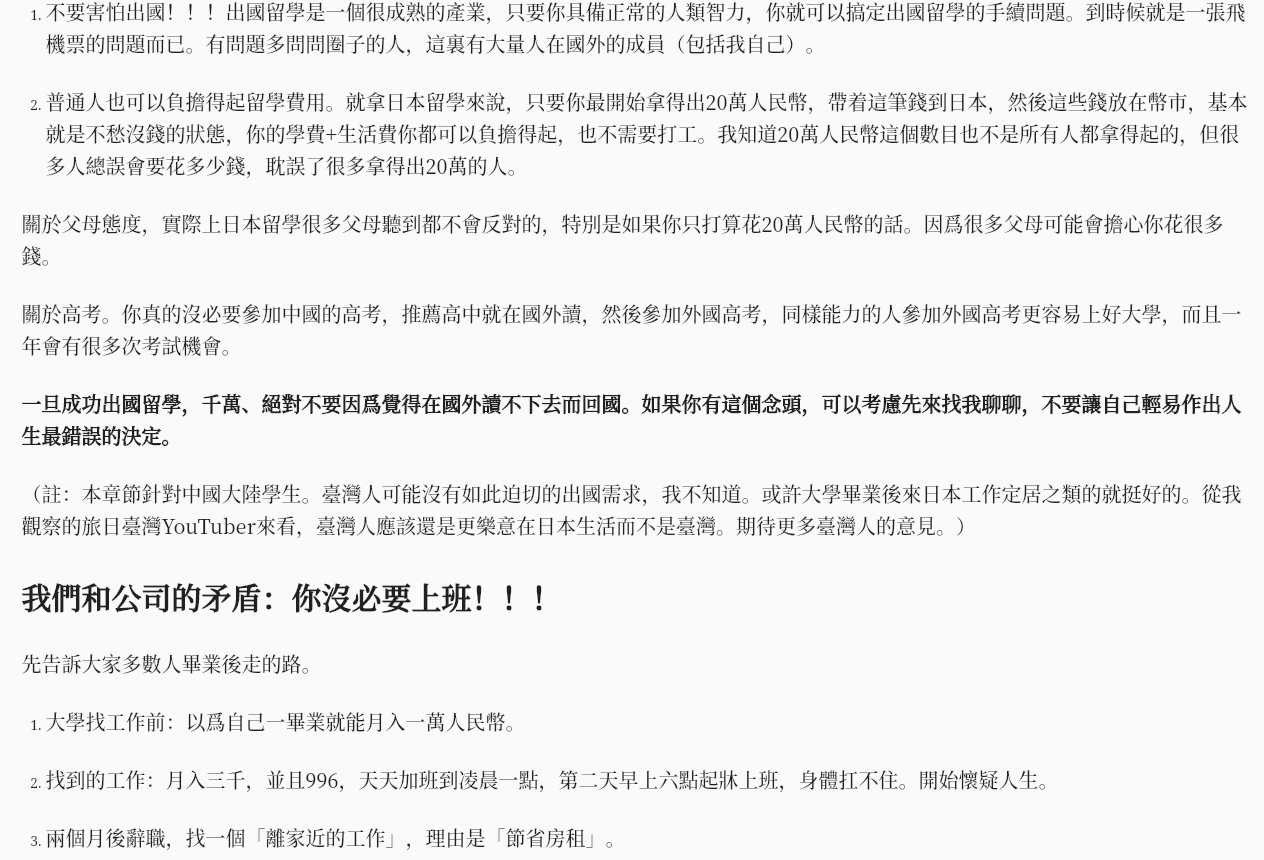 1. 不要害怕出國！！！出國留學是一個很成熟的產業，只要你具備正常的人類智力，你就可以搞定出國留學的手續問題。到時候就是一張飛
機票的問題而已。有問題多問問圈子的人，這裏有大量人在國外的成員（包括我自己）。
2. 普通人也可以負擔得起留學費用。就拿日本留學來說，只要你最開始拿得出20萬人民幣，帶着這筆錢到日本，然後這些錢放在幣市，基本
就是不愁沒錢的狀態，你的學費+生活費你都可以負擔得起，也不需要打工。我知道20萬人民幣這個數目也不是所有人都拿得起的，但很
多人總誤會要花多少錢，耽誤了很多拿得出20萬的人。
關於父母態度，實際上日本留學很多父母聽到都不會反對的，特別是如果你只打算花20萬人民幣的話。因爲很多父母可能會擔心你花很多
錢。
關於高考。你真的沒必要參加中國的高考，推薦高中就在國外讀，然後參加外國高考，同樣能力的人參加外國高考更容易上好大學，而且一
年會有很多次考試機會。
一旦成功出國留學，千萬、絕對不要因爲覺得在國外讀不下去而回國。如果你有這個念頭，可以考慮先來找我聊聊，不要讓自己輕易作出人
生最錯誤的決定。
（註：本章節針對中國大陸學生。臺灣人可能沒有如此迫切的出國需求，我不知道。或許大學畢業後來日本工作定居之類的就挺好的。從我
觀察的旅日臺灣YouTuber來看，臺灣人應該還是更樂意在日本生活而不是臺灣。期待更多臺灣人的意見。）
我們和公司的矛盾：你沒必要上班！！！
先告訴大家多數人畢業後走的路。
1. 大學找工作前：以爲自己一畢業就能月入一萬人民幣。
2. 找到的工作：月入三千，並且996，天天加班到凌晨一點，第二天早上六點起牀上班，身體扛不住。開始懷疑人生。
3. 兩個月後辭職，找一個「離家近的工作」，理由是「節省房租」。